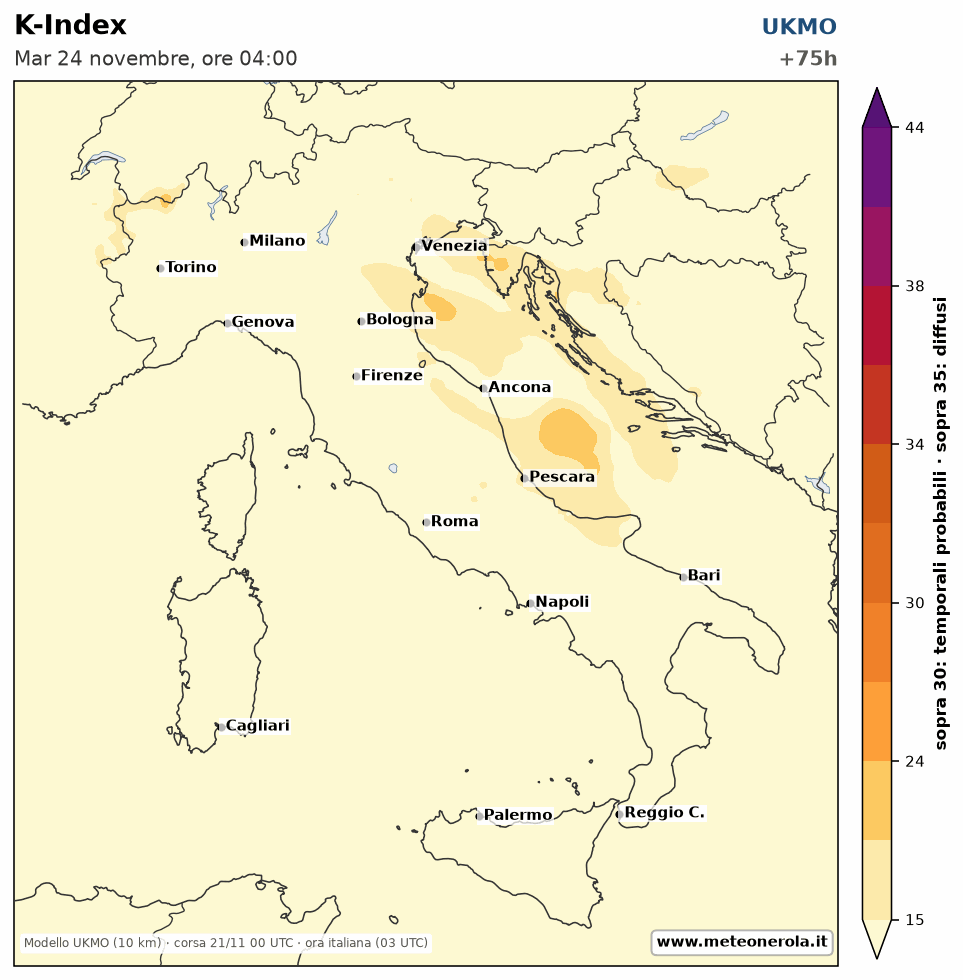 K-Index
UKMO
Mar 24 novembre, ore 04:00
+75h
44
38
34
30
24
15
sopra 30: temporali probabili · sopra 35: diffusi
Venezia
Milano
Torino
Genova
Bologna
Firenze
Ancona
Pescara
Roma
Bari
Napoli
Cagliari
Palermo
Reggio C.
Modello UKMO (10 km) · corsa 21/11 00 UTC · ora italiana (03 UTC)
www.meteonerola.it